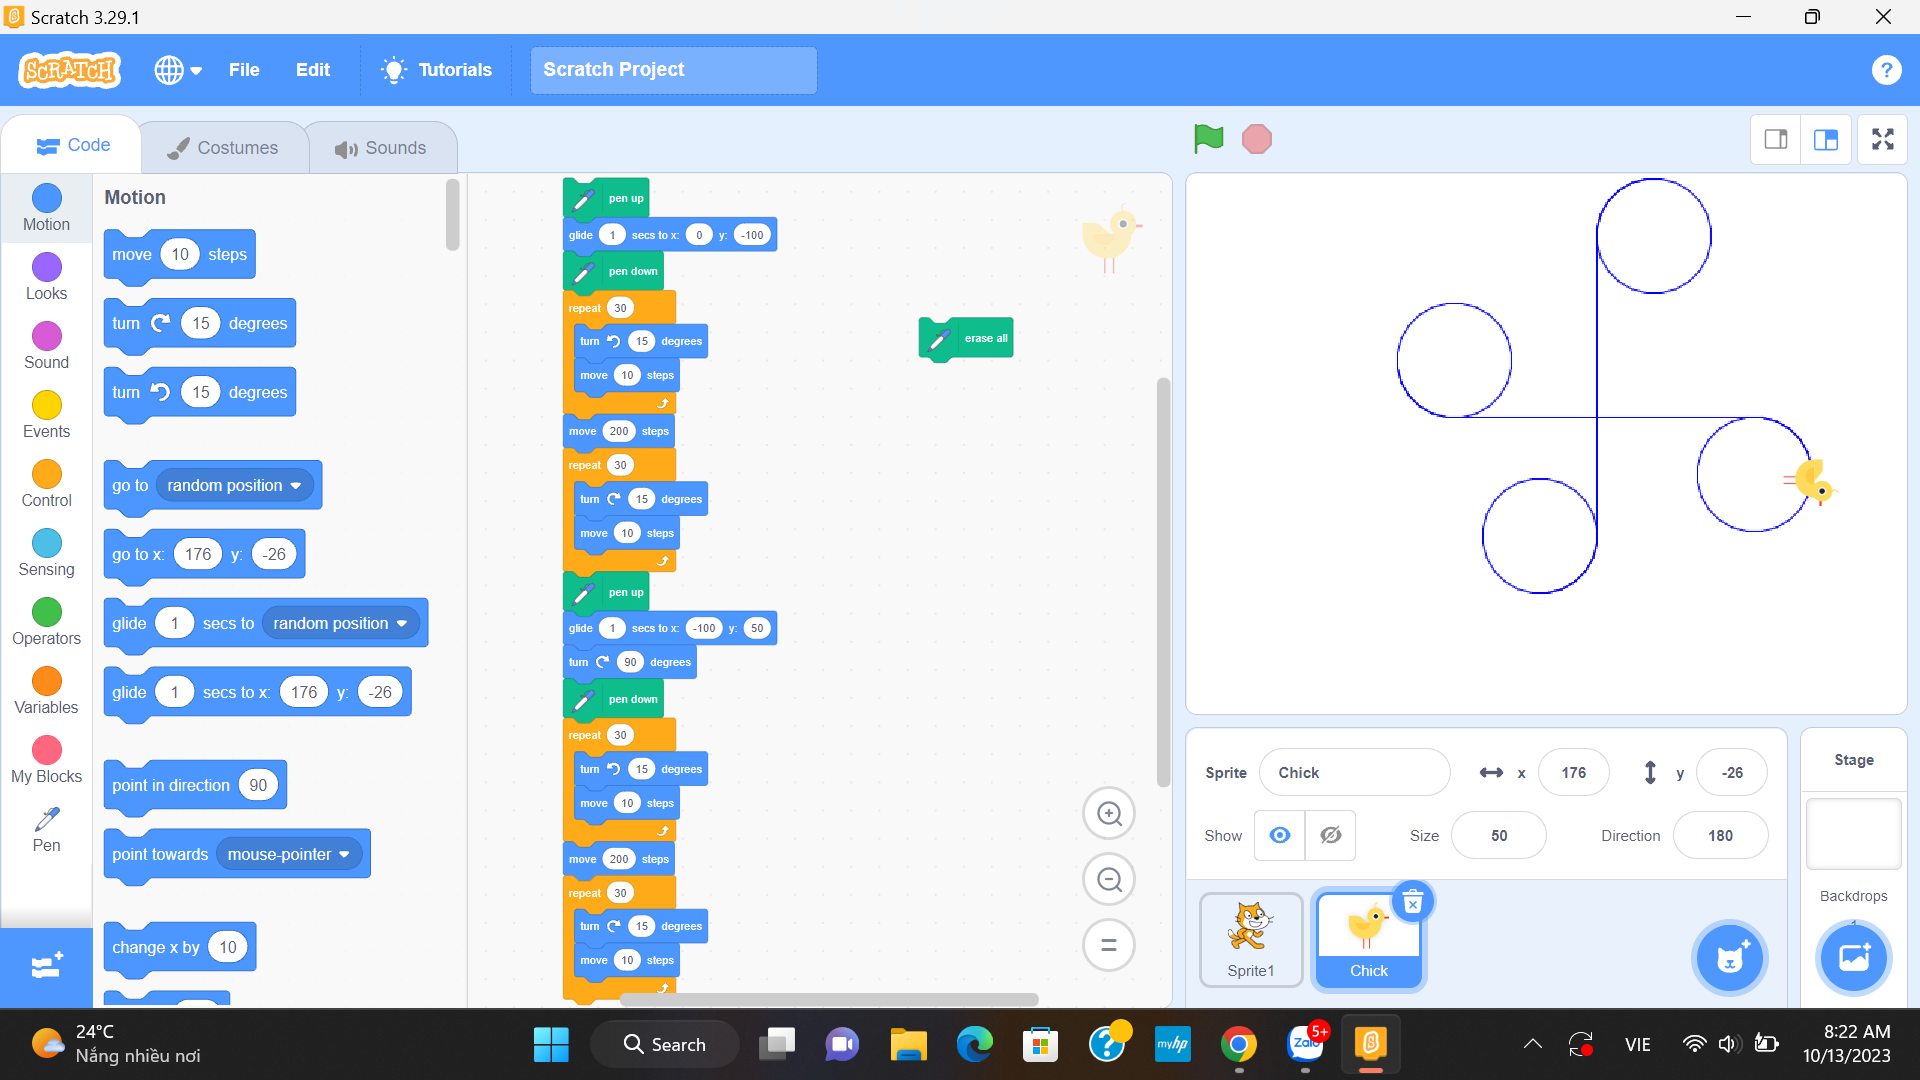 Scratch 3.29.1
SCRATCH
File
Edit
Tutorials
Scratch Project
?
Code
Costumes
Sounds
Motion
Looks
Sound
Events
Control
Sensing
Operators
Variables
My Blocks
Pen
Motion
move 10 steps
turn 15 degrees
turn 15 degrees
go to random position
go to x: 176 y: -26
glide 1 secs to random position
glide 1 secs to x: 176 y: -26
point in direction 90
point towards mouse-pointer
change x by 10
pen up
glide 1 secs to x: 0 y: -100
pen down
repeat 30
turn 15 degrees
move 10 steps
move 200 steps
repeat 30
turn 15 degrees
move 10 steps
pen up
glide 1 secs to x: -100 y: 50
turn 90 degrees
pen down
repeat 30
turn 15 degrees
move 10 steps
move 200 steps
repeat 30
turn 15 degrees
move 10 steps
erase all
Sprite Chick x 176 y -26
Show Size 50 Direction 180
Sprite1
Chick
Stage
Backdrops
1
24°C
Nắng nhiều nơi
Search
myhp
Zalo
5+
VIE
8:22 AM
10/13/2023